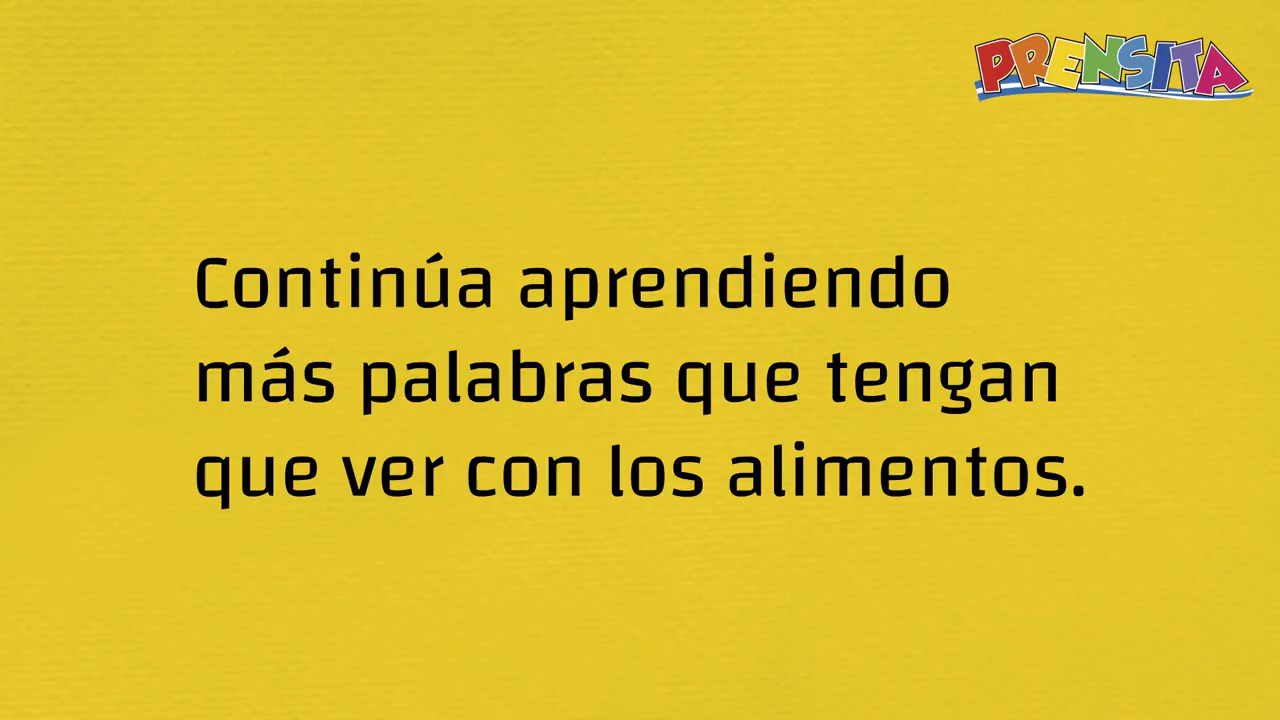 PRENSITA
Continúa aprendiendo
más palabras que tengan
que ver con los alimentos.